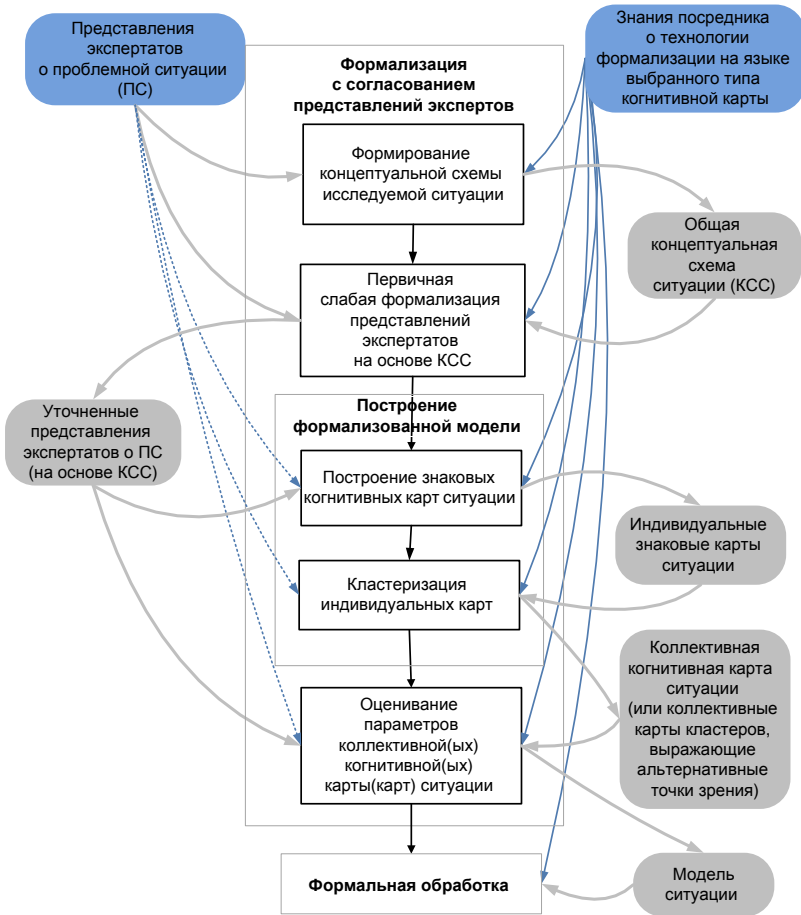 Представления
экспертатов
о проблемной ситуации
(ПС)
Знания посредника
о технологии
формализации на языке
выбранного типа
когнитивной карты
Формализация
с согласованием
представлений экспертов
Формирование
концептуальной схемы
исследуемой ситуации
Общая
концептуальная
схема
ситуации (КСС)
Первичная
слабая формализация
представлений
экспертатов
на основе КСС
Уточненные
представления
экспертатов о ПС
(на основе КСС)
Построение
формализованной модели
Построение знаковых
когнитивных карт ситуации
Индивидуальные
знаковые карты
ситуации
Кластеризация
индивидуальных карт
Коллективная
когнитивная карта
ситуации
(или коллективные
карты кластеров,
выражающие
альтернативные
точки зрения)
Оценивание
параметров
коллективной(ых)
когнитивной(ых)
карты(карт) ситуации
Формальная обработка
Модель
ситуации